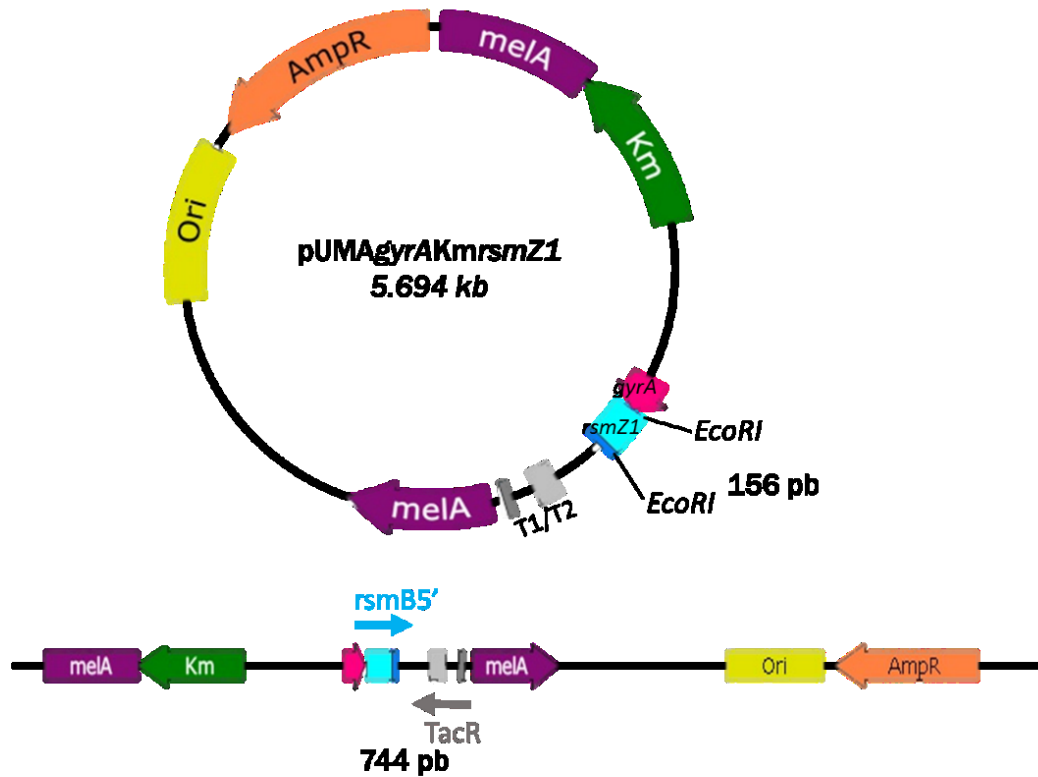 AmpR
melA
Km
Ori
pUMAgyrAKmrsmZ1
5.694 kb
gyrA
rsmZ1
EcoRI
EcoRI
156 pb
T1/T2
melA
rsmB5′
melA
Km
melA
Ori
AmpR
TacR
744 pb